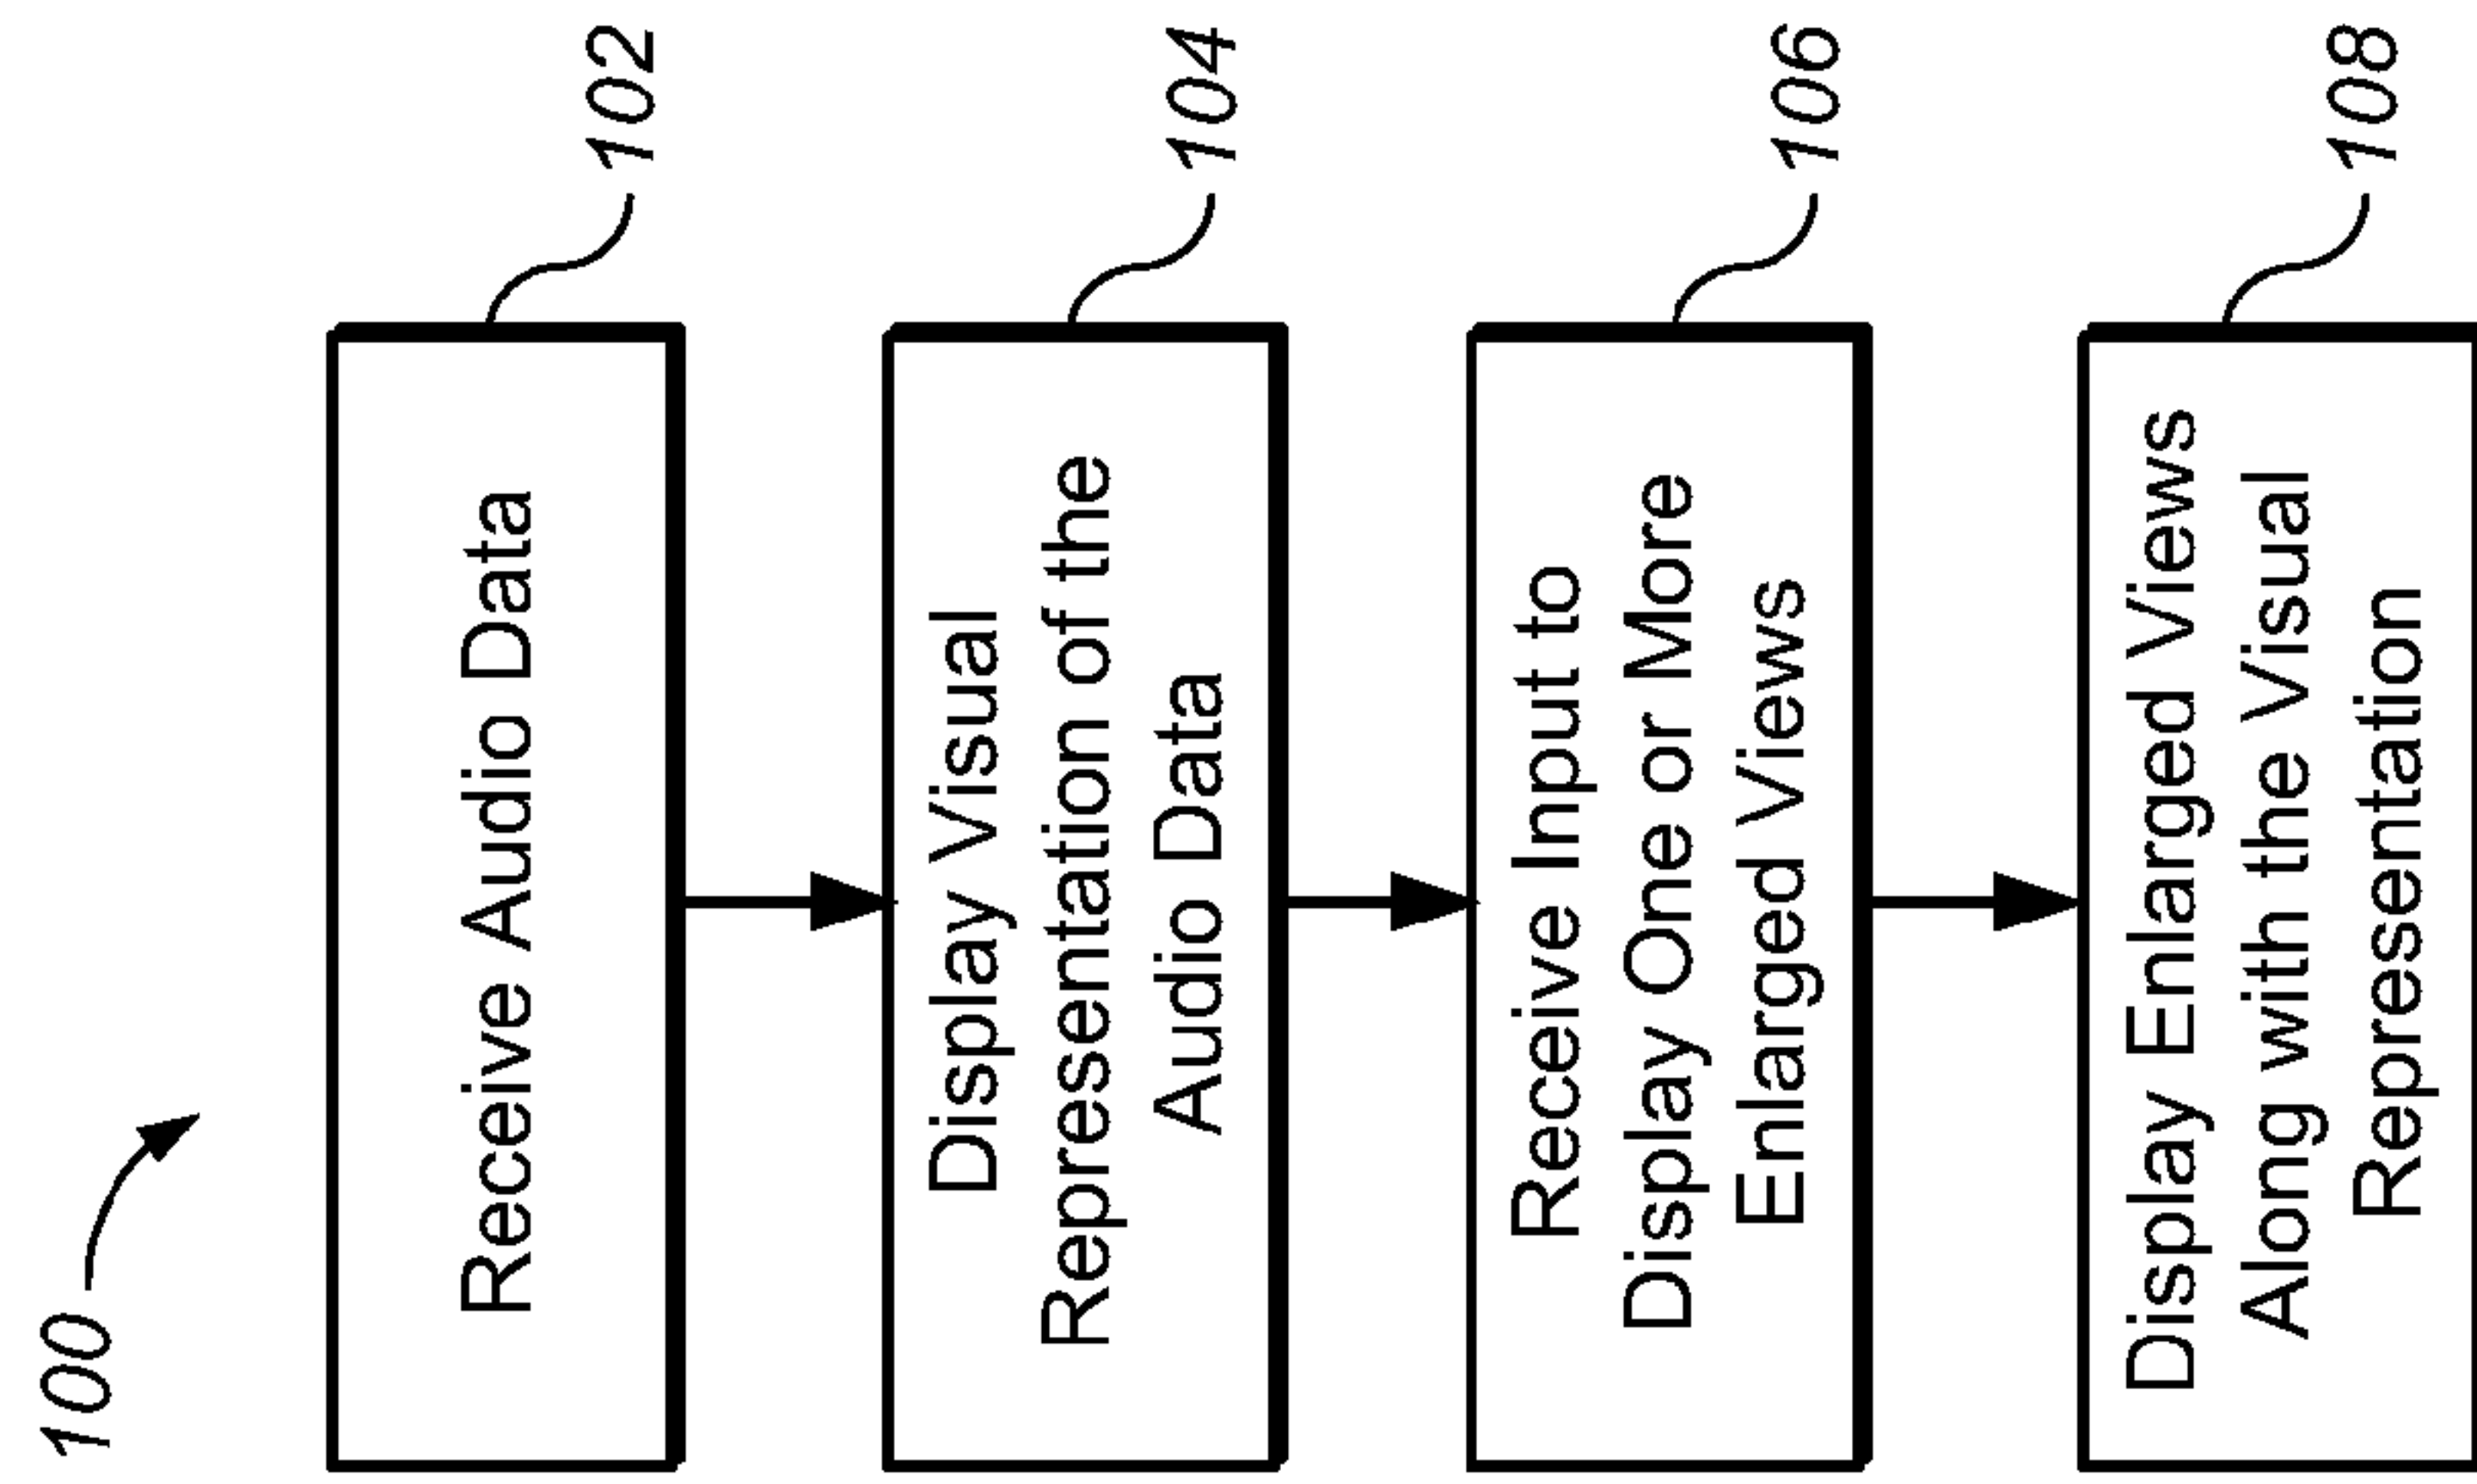 100
Receive Audio Data
102
Display Visual
Representation of the
Audio Data
104
Receive Input to
Display One or More
Enlarged Views
106
Display Enlarged Views
Along with the Visual
Representation
108